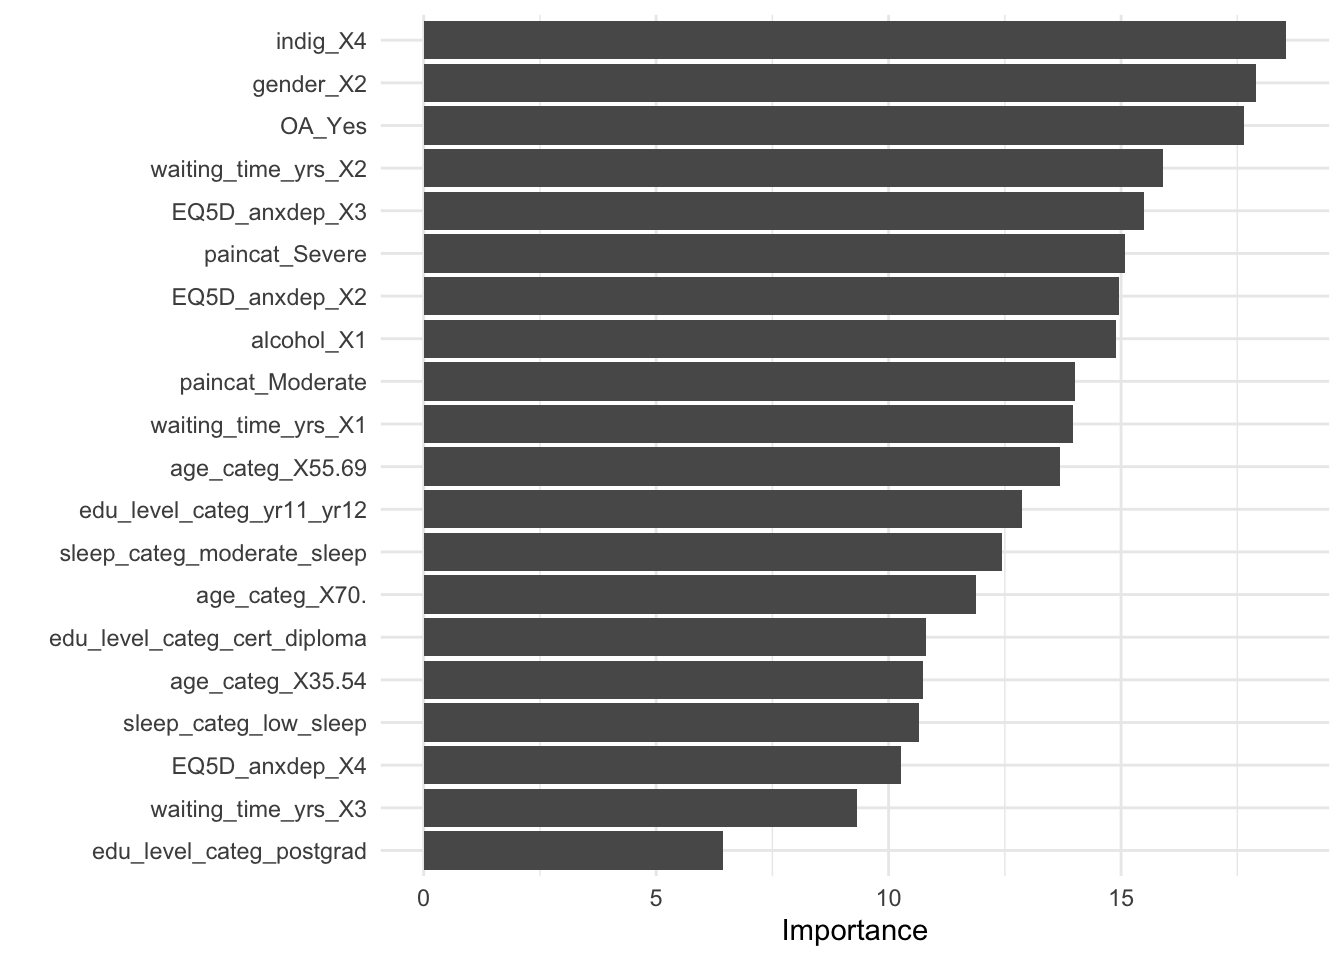 indig_X4
gender_X2
OA_Yes
waiting_time_yrs_X2
EQ5D_anxdep_X3
paincat_Severe
EQ5D_anxdep_X2
alcohol_X1
paincat_Moderate
waiting_time_yrs_X1
age_categ_X55.69
edu_level_categ_yr11_yr12
sleep_categ_moderate_sleep
age_categ_X70.
edu_level_categ_cert_diploma
age_categ_X35.54
sleep_categ_low_sleep
EQ5D_anxdep_X4
waiting_time_yrs_X3
edu_level_categ_postgrad
0 5 10 15
Importance